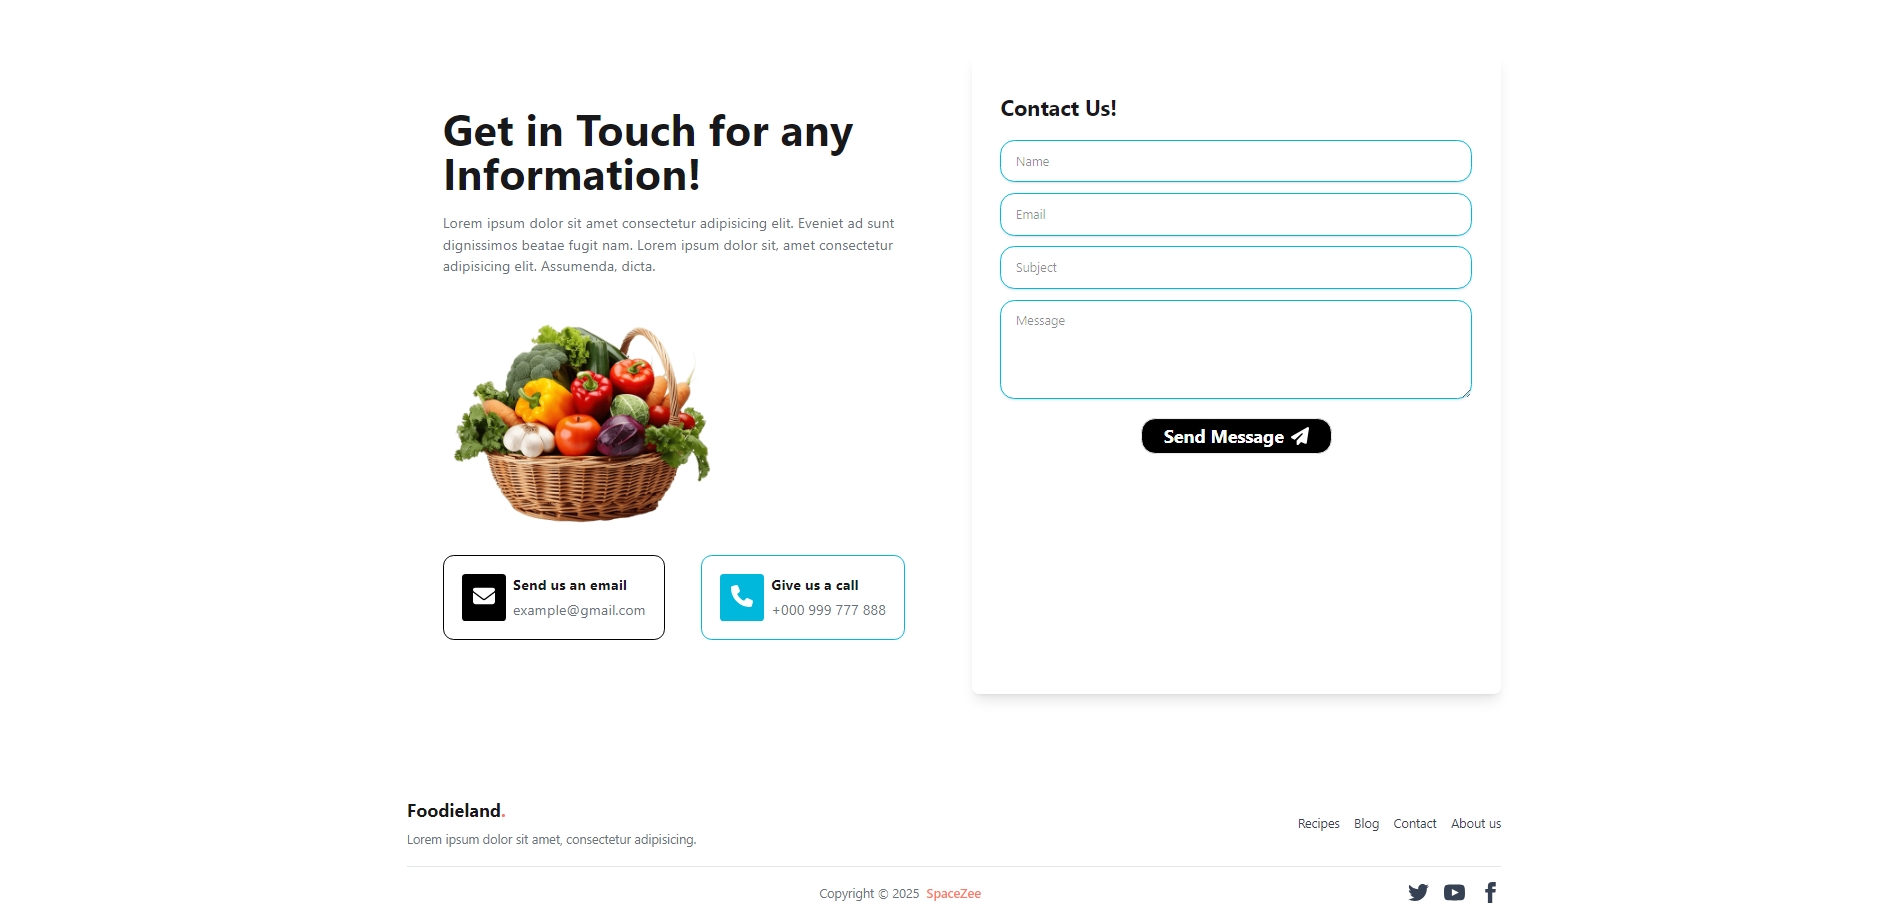 Get in Touch for any
Information!
Lorem ipsum dolor sit amet consectetur adipisicing elit. Eveniet ad sunt
dignissimos beatae fugit nam. Lorem ipsum dolor sit, amet consectetur
adipisicing elit. Assumenda, dicta.
Send us an email
example@gmail.com
Give us a call
+000 999 777 888
Contact Us!
Name
Email
Subject
Message
Send Message
Foodieland.
Lorem ipsum dolor sit amet, consectetur adipisicing.
Recipes Blog Contact About us
Copyright © 2025 SpaceZee